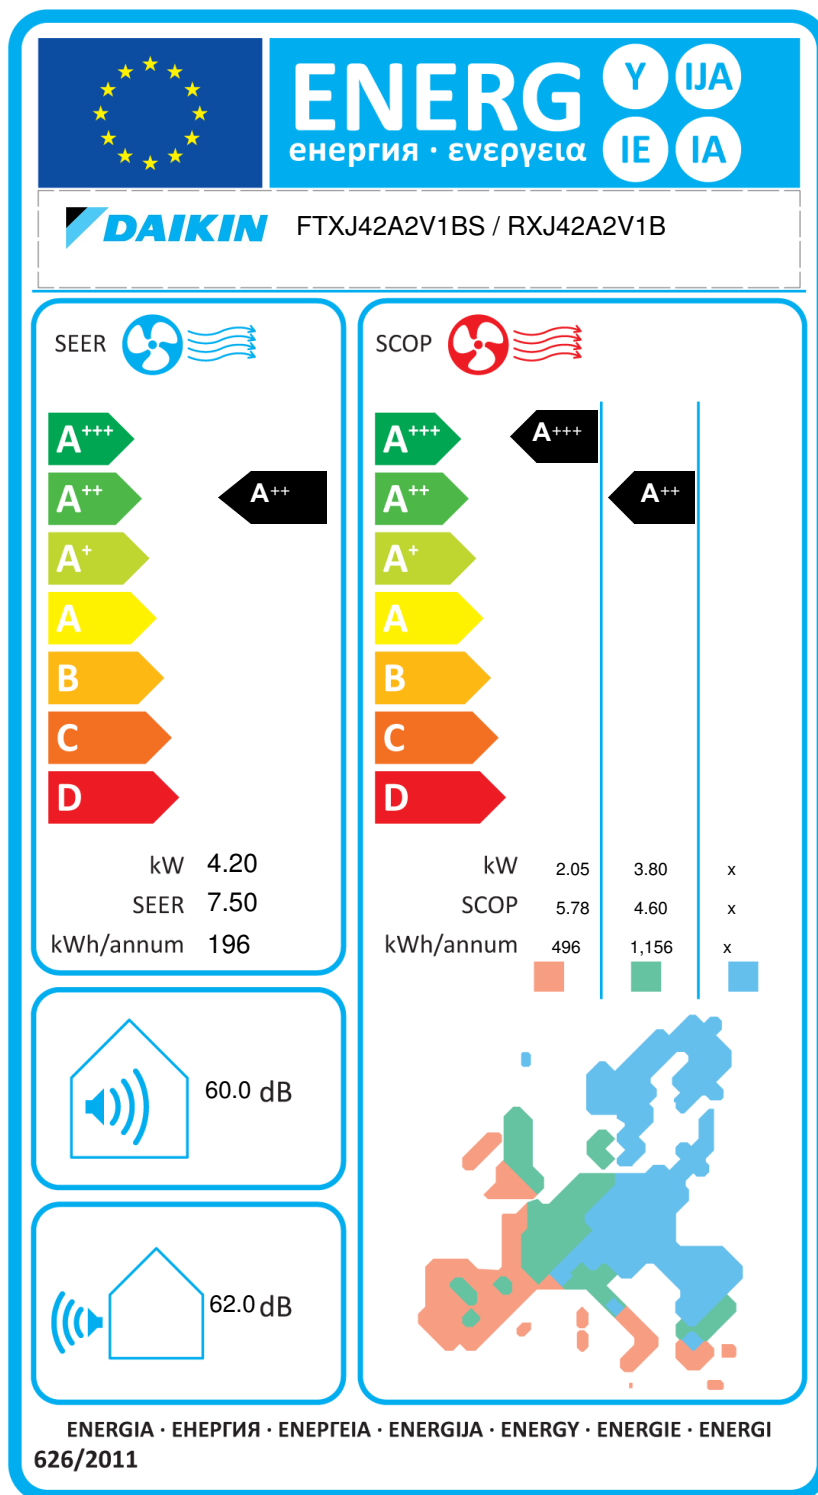 ENERG
енергия · ενεργεια
Y IJA
IE IA
DAIKIN
FTXJ42A2V1BS / RXJ42A2V1B
SEER
A+++
A++
A+
A
B
C
D
A++
kW 4.20
SEER 7.50
kWh/annum 196
SCOP
A+++
A++
A+
A
B
C
D
A+++
A++
kW 2.05 3.80 x
SCOP 5.78 4.60 x
kWh/annum 496 1,156 x
60.0 dB
62.0 dB
ENERGIA · ЕНЕРГИЯ · ΕΝΕΡΓΕΙΑ · ENERGIJA · ENERGY · ENERGIE · ENERGI
626/2011